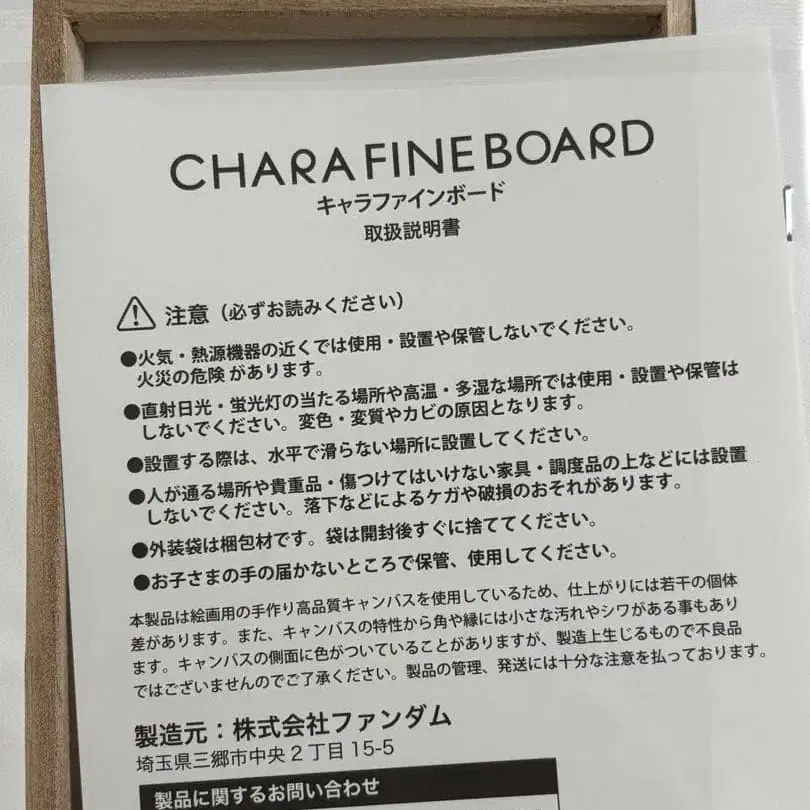 CHARA FINE BOARD
キャラファインボード
取扱説明書
注意（必ずお読みください）
●火気・熱源機器の近くでは使用・設置や保管しないでください。
火災の危険 があります。
●直射日光・蛍光灯の当たる場所や高温・多湿な場所では使用・設置や保管は
しないでください。変色・変質やカビの原因となります。
●設置する際は、水平で滑らない場所に設置してください。
●人が通る場所や貴重品・傷つけてはいけない家具・調度品の上などには設置
しないでください。落下などによるケガや破損のおそれがあります。
●外装袋は梱包材です。袋は開封後すぐに捨ててください。
●お子さまの手の届かないところで保管、使用してください。
本製品は絵画用の手作り高品質キャンバスを使用しているため、仕上がりには若干の個体
差があります。また、キャンバスの特性から角や縁には小さな汚れやシワがある事もあり
ます。キャンバスの側面に色がついていることがありますが、製造上生じるもので不良品
ではございませんのでご了承ください。製品の管理、発送には十分な注意を払っております。
製造元：株式会社ファンダム
埼玉県三郷市中央２丁目 15-5
製品に関するお問い合わせ